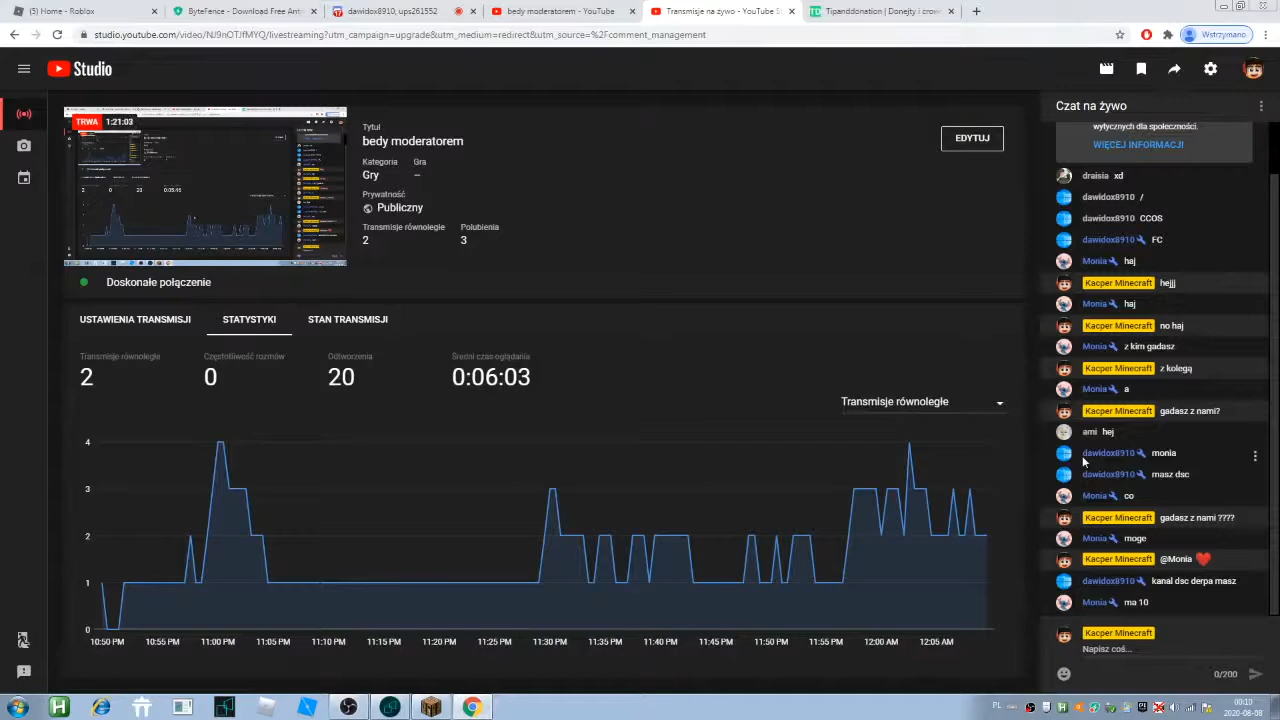 (5) Home - Roblox
ByteFence - Download Free Anti
dawidox8910, ups261552
bedy moderatorem - YouTube
Transmisje na żywo - YouTube S
Tipanddonation | Donejty i crowd
studio.youtube.com/video/NJ9nOTJfMYQ/livestreaming?utm_campaign=upgrade&utm_medium=redirect&utm_source=%2Fcomment_management
Wstrzymano
Studio
TRWA 1:21:03
Tytuł
bedy moderatorem
EDYTUJ
Kategoria Gra
Gry –
Prywatność
Publiczny
Transmisje równoległe Polubienia
2 3
Doskonałe połączenie
USTAWIENIA TRANSMISJI STATYSTYKI STAN TRANSMISJI
Transmisje równoległe Częstotliwość rozmów Odtworzenia Średni czas oglądania
2 0 20 0:06:03
Transmisje równoległe
4
3
2
1
0
10:50 PM 10:55 PM 11:00 PM 11:05 PM 11:10 PM 11:15 PM 11:20 PM 11:25 PM 11:30 PM 11:35 PM 11:40 PM 11:45 PM 11:50 PM 11:55 PM 12:00 AM 12:05 AM
Czat na żywo
wytycznych dla społeczności.
WIĘCEJ INFORMACJI
draisia xd
dawidox8910 /
dawidox8910 CCOS
dawidox8910 FC
Monia haj
Kacper Minecraft hejjj
Monia haj
Kacper Minecraft no haj
Monia z kim gadasz
Kacper Minecraft z kolegą
Monia a
Kacper Minecraft gadasz z nami?
ami hej
dawidox8910 monia
dawidox8910 masz dsc
Monia co
Kacper Minecraft gadasz z nami ????
Monia moge
Kacper Minecraft @Monia ❤
dawidox8910 kanal dsc derpa masz
Monia ma 10
Kacper Minecraft
Napisz coś...
0/200
PL
00:10
2020-08-08